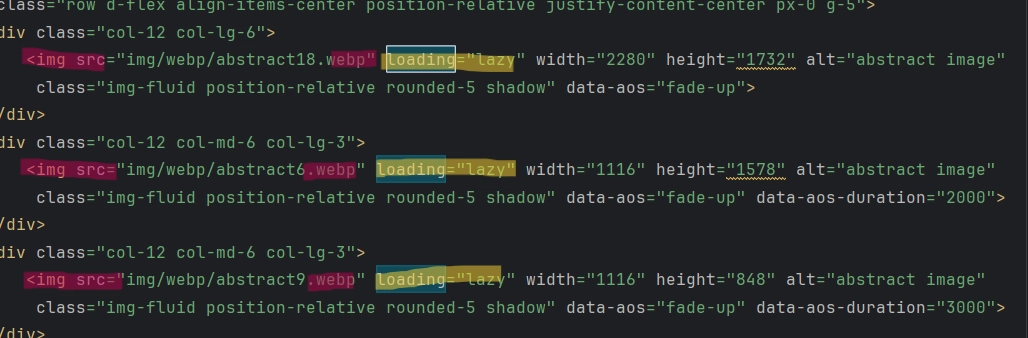 class="row d-flex align-items-center position-relative justify-content-center px-0 g-5">
div class="col-12 col-lg-6">
<img src="img/webp/abstract18.webp" loading="lazy" width="2280" height="1732" alt="abstract image"
class="img-fluid position-relative rounded-5 shadow" data-aos="fade-up">
/div>
div class="col-12 col-md-6 col-lg-3">
<img src="img/webp/abstract6.webp" loading="lazy" width="1116" height="1578" alt="abstract image"
class="img-fluid position-relative rounded-5 shadow" data-aos="fade-up" data-aos-duration="2000">
/div>
div class="col-12 col-md-6 col-lg-3">
<img src="img/webp/abstract9.webp" loading="lazy" width="1116" height="848" alt="abstract image"
class="img-fluid position-relative rounded-5 shadow" data-aos="fade-up" data-aos-duration="3000">
/div>